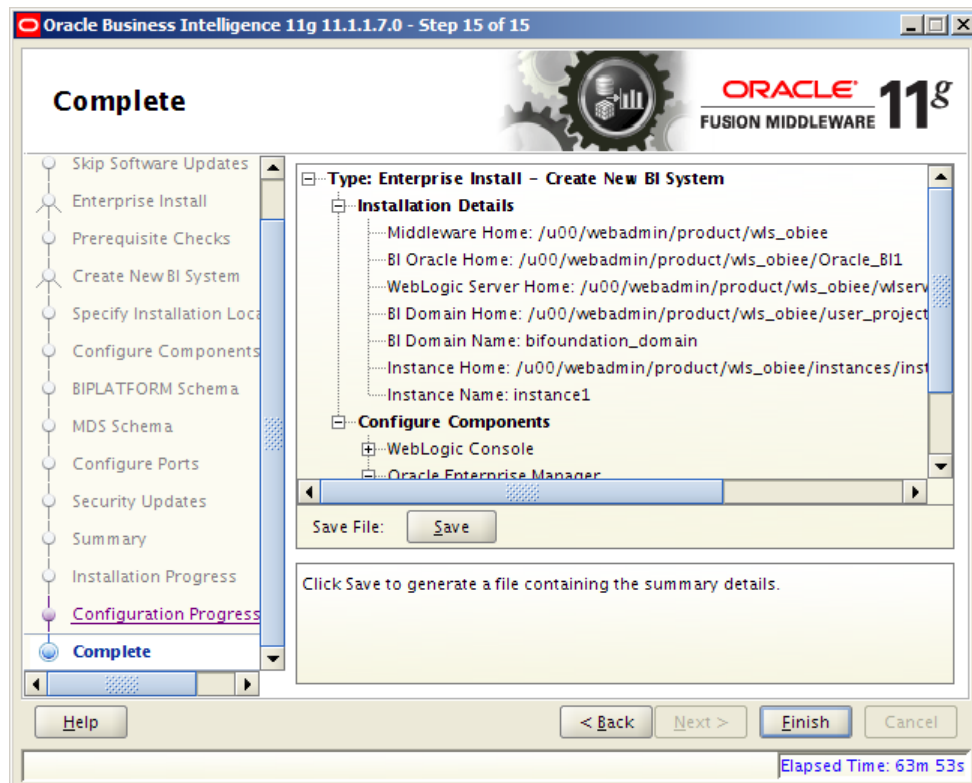 Oracle Business Intelligence 11g 11.1.1.7.0 - Step 15 of 15
Complete
ORACLE
FUSION MIDDLEWARE
11g
Skip Software Updates
Enterprise Install
Prerequisite Checks
Create New BI System
Specify Installation Loca
Configure Components
BIPLATFORM Schema
MDS Schema
Configure Ports
Security Updates
Summary
Installation Progress
Configuration Progress
Complete
Type: Enterprise Install - Create New BI System
Installation Details
Middleware Home: /u00/webadmin/product/wls_obiee
BI Oracle Home: /u00/webadmin/product/wls_obiee/Oracle_BI1
WebLogic Server Home: /u00/webadmin/product/wls_obiee/wlserv
BI Domain Home: /u00/webadmin/product/wls_obiee/user_project
BI Domain Name: bifoundation_domain
Instance Home: /u00/webadmin/product/wls_obiee/instances/inst
Instance Name: instance1
Configure Components
WebLogic Console
Oracle Enterprise Manager
Save File: Save
Click Save to generate a file containing the summary details.
Help < Back Next > Finish Cancel
Elapsed Time: 63m 53s